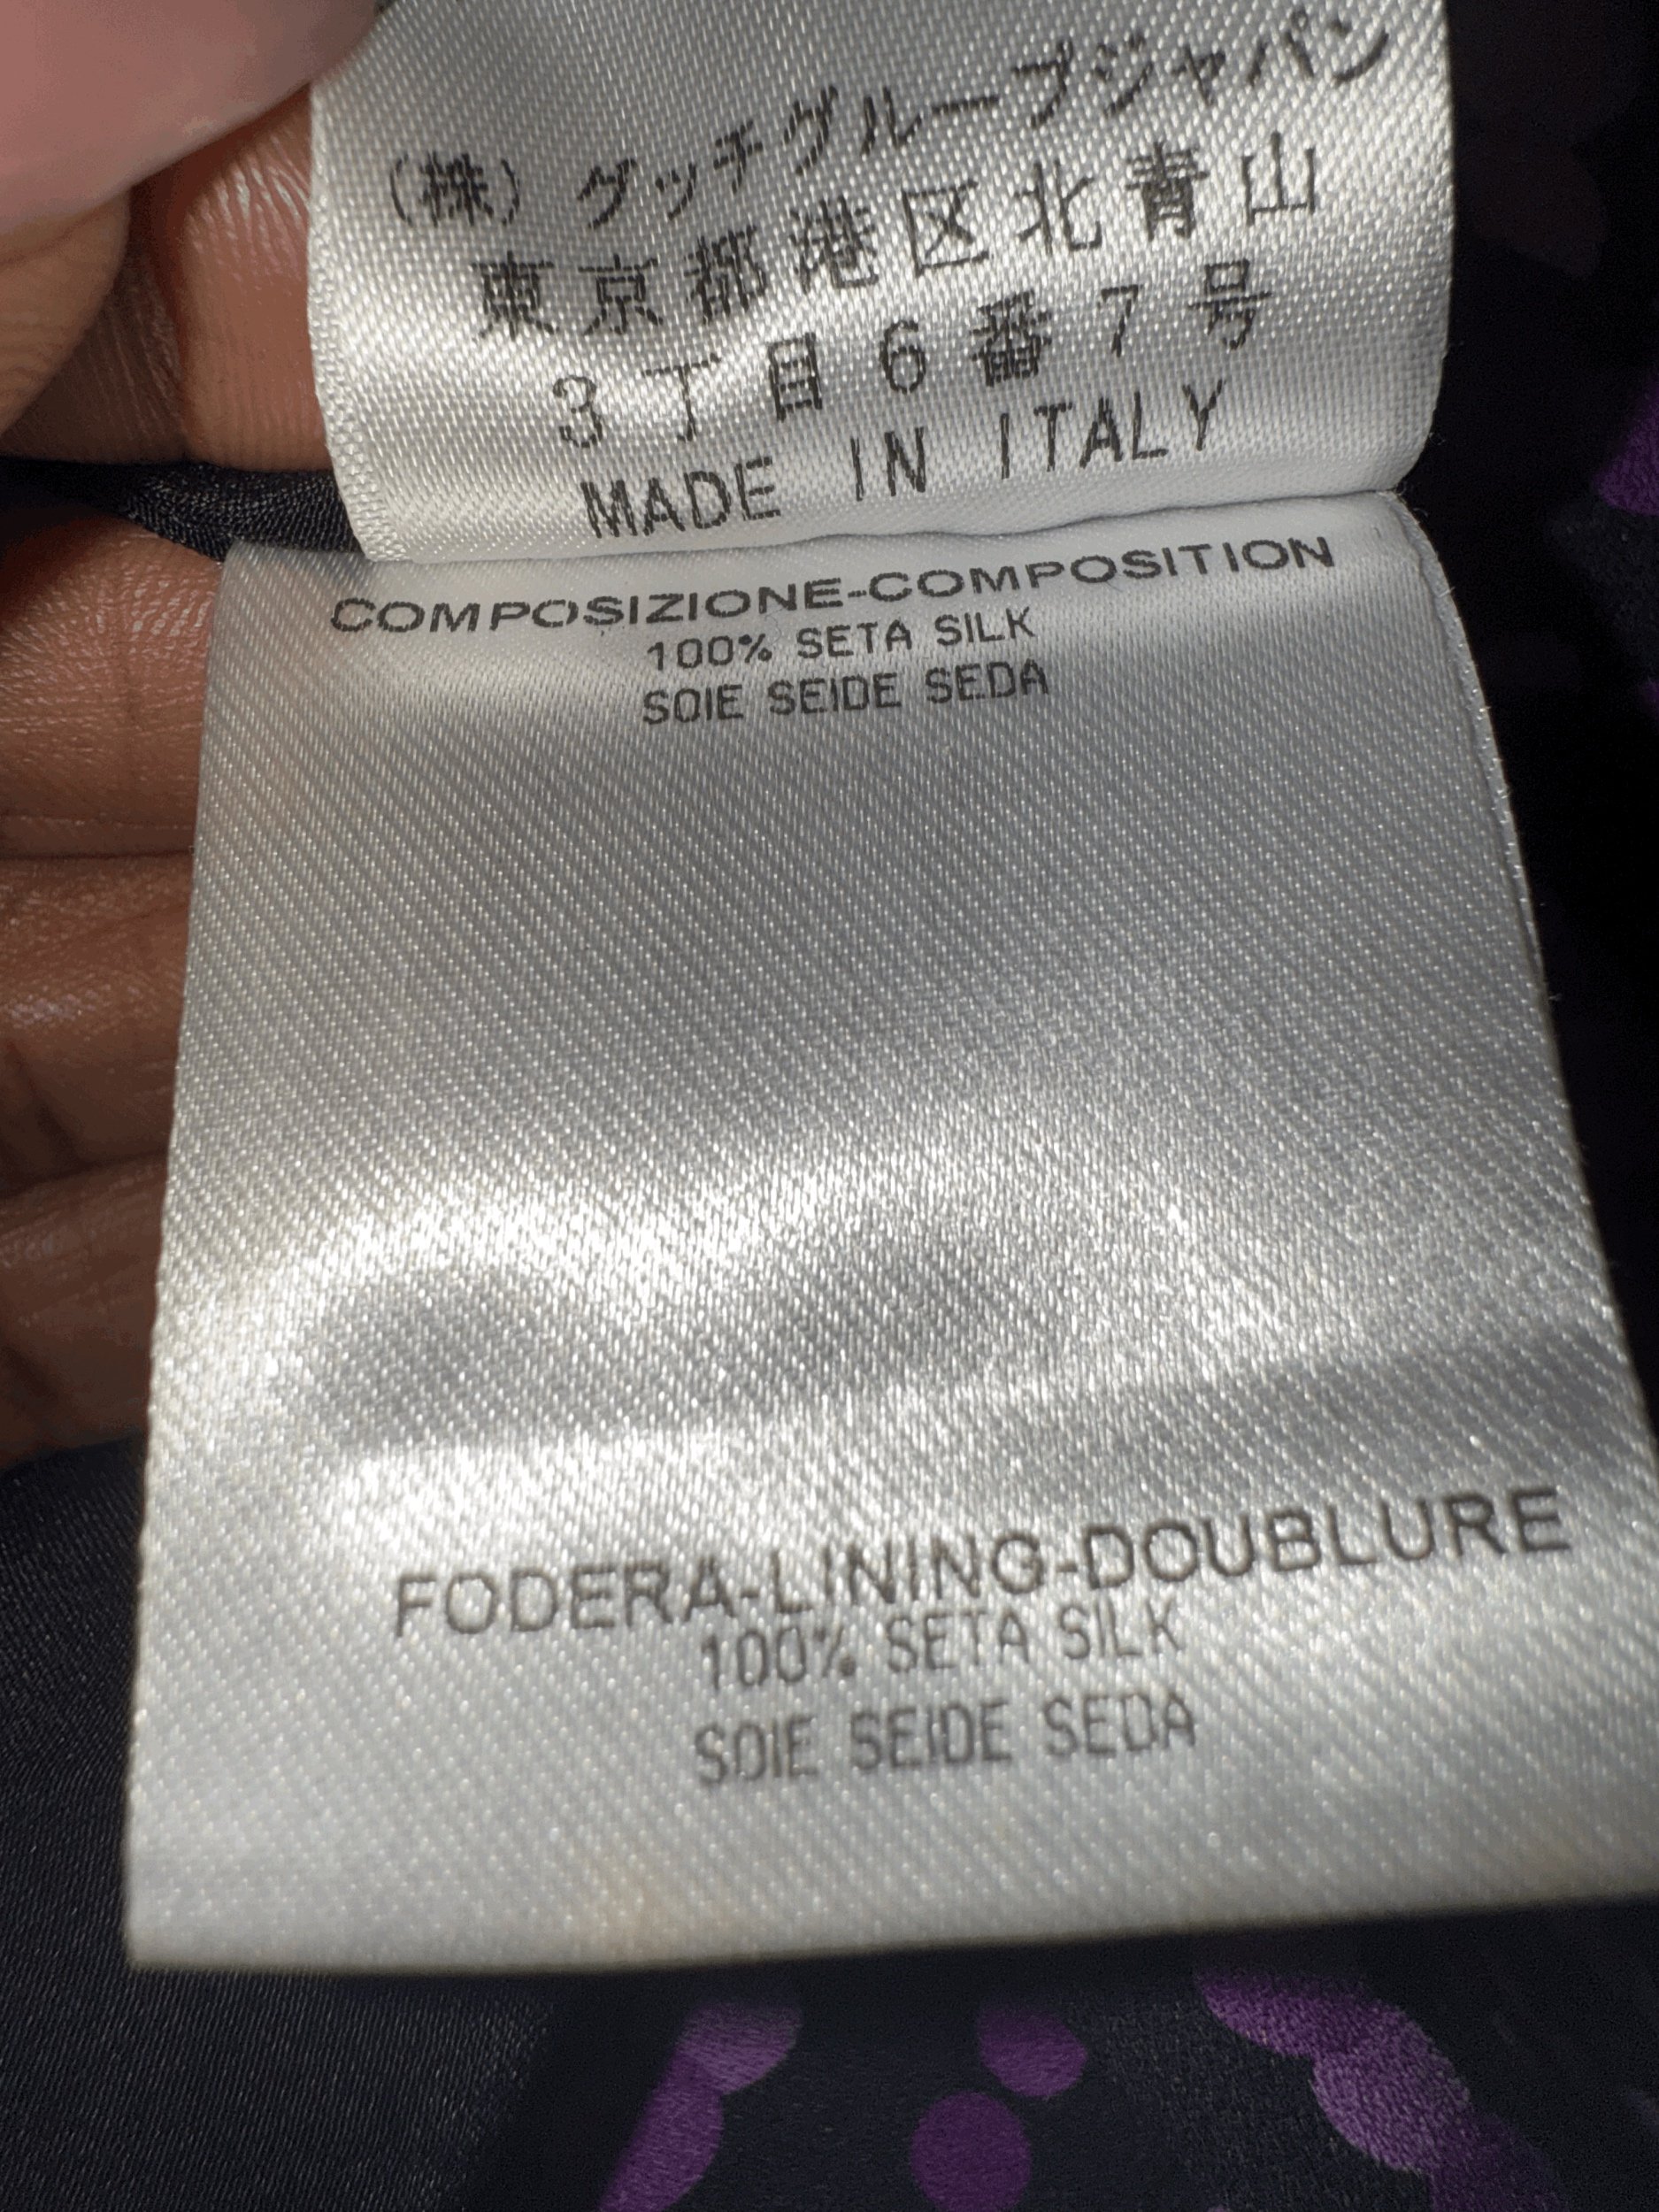 (株)グッチグループジャパン
東京都港区北青山
3丁目6番7号
MADE IN ITALY
COMPOSIZIONE-COMPOSITION
100% SETA SILK
SOIE SEIDE SEDA
FODERA-LINING-DOUBLURE
100% SETA SILK
SOIE SEIDE SEDA